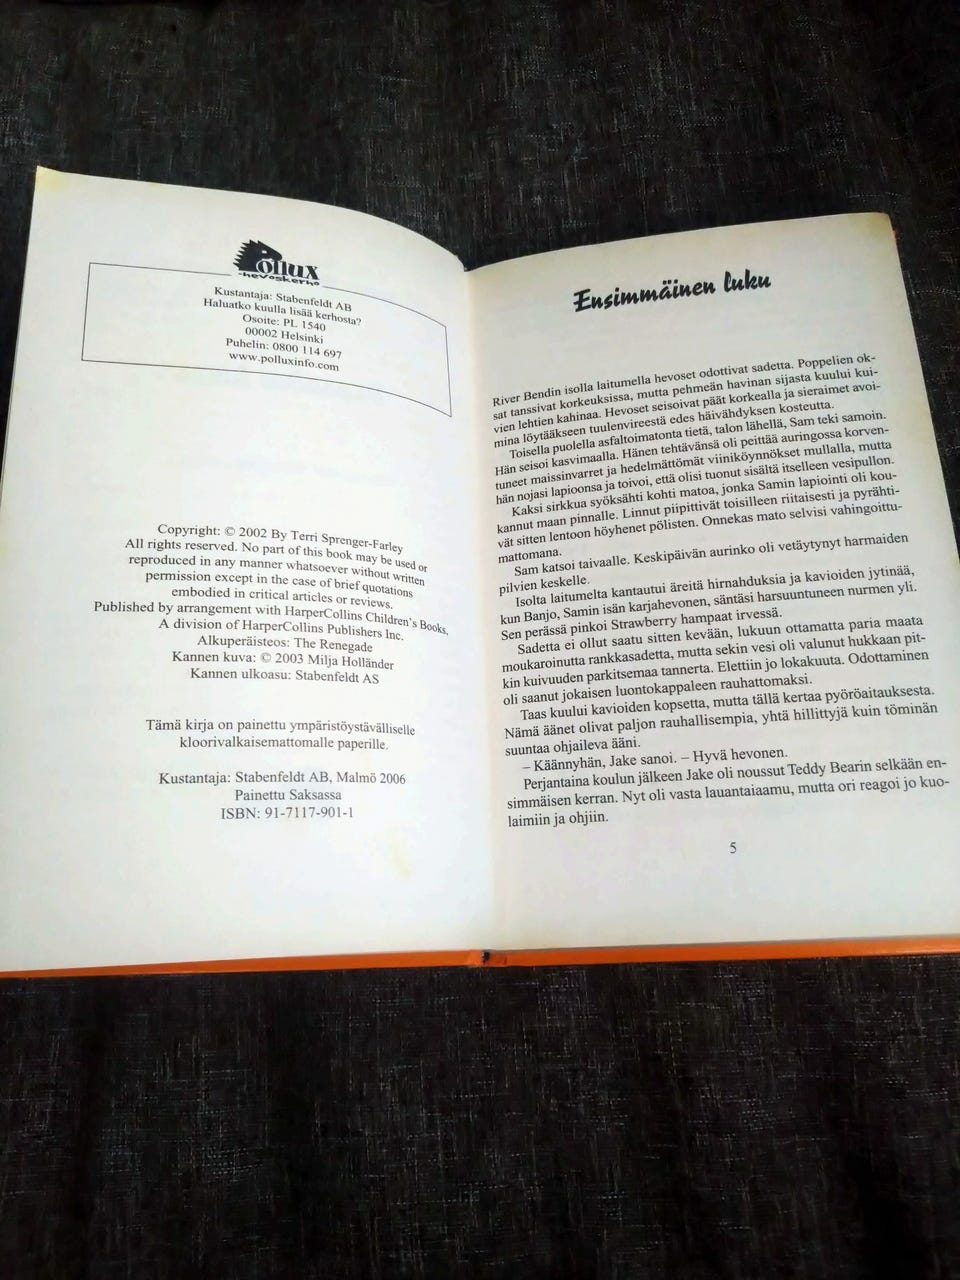 Pollux
-hevoskerho
Kustantaja: Stabenfeldt AB
Haluatko kuulla lisää kerhosta?
Osoite: PL 1540
00002 Helsinki
Puhelin: 0800 114 697
www.polluxinfo.com
Copyright: © 2002 By Terri Sprenger-Farley
All rights reserved. No part of this book may be used or
reproduced in any manner whatsoever without written
permission except in the case of brief quotations
embodied in critical articles or reviews.
Published by arrangement with HarperCollins Children's Books,
A division of HarperCollins Publishers Inc.
Alkuperäisteos: The Renegade
Kannen kuva: © 2003 Milja Holländer
Kannen ulkoasu: Stabenfeldt AS
Tämä kirja on painettu ympäristöystävälliselle
kloorivalkaisemattomalle paperille.
Kustantaja: Stabenfeldt AB, Malmö 2006
Painettu Saksassa
ISBN: 91-7117-901-1
Ensimmäinen luku
River Bendin isolla laitumella hevoset odottivat sadetta. Poppelien ok-
sat tanssivat korkeuksissa, mutta pehmeän havinan sijasta kuului kui-
vien lehtien kahinaa. Hevoset seisoivat päät korkealla ja sieraimet avoi-
mina löytääkseen tuulenvireestä edes häivähdyksen kosteutta.
Toisella puolella asfaltoimatonta tietä, talon lähellä, Sam teki samoin.
Hän seisoi kasvimaalla. Hänen tehtävänsä oli peittää auringossa korven-
tuneet maissinvarret ja hedelmättömät viiniköynnökset mullalla, mutta
hän nojasi lapioonsa ja toivoi, että olisi tuonut sisältä itselleen vesipullon.
Kaksi sirkkua syöksähti kohti matoa, jonka Samin lapiointi oli kou-
kannut maan pinnalle. Linnut piipittivät toisilleen riitaisesti ja pyrähti-
vät sitten lentoon höyhenet pölisten. Onnekas mato selvisi vahingoittu-
mattomana.
Sam katsoi taivaalle. Keskipäivän aurinko oli vetäytynyt harmaiden
pilvien keskelle.
Isolta laitumelta kantautui äreitä hirnahduksia ja kavioiden jytinää,
kun Banjo, Samin isän karjahevonen, säntäsi harsuuntuneen nurmen yli.
Sen perässä pinkoi Strawberry hampaat irvessä.
Sadetta ei ollut saatu sitten kevään, lukuun ottamatta paria maata
moukaroinutta rankkasadetta, mutta sekin vesi oli valunut hukkaan pit-
kin kuivuuden parkitsemaa tannerta. Elettiin jo lokakuuta. Odottaminen
oli saanut jokaisen luontokappaleen rauhattomaksi.
Taas kuului kavioiden kopsetta, mutta tällä kertaa pyöröaitauksesta.
Nämä äänet olivat paljon rauhallisempia, yhtä hillittyjä kuin töminän
suuntaa ohjaileva ääni.
– Käännyhän, Jake sanoi. – Hyvä hevonen.
Perjantaina koulun jälkeen Jake oli noussut Teddy Bearin selkään en-
simmäisen kerran. Nyt oli vasta lauantaiaamu, mutta ori reagoi jo kuo-
laimiin ja ohjiin.
5